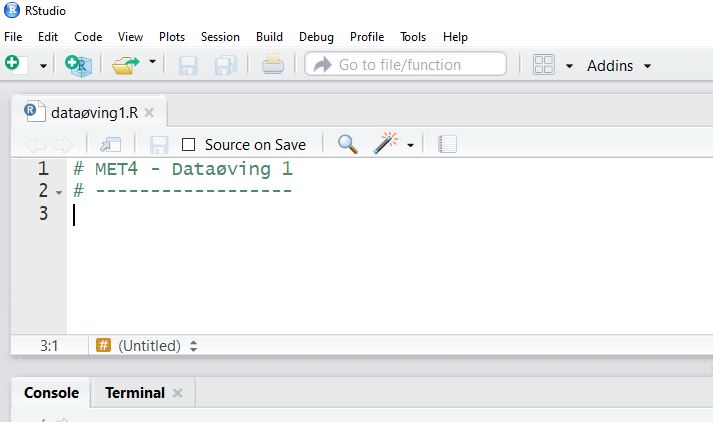 RStudio
File Edit Code View Plots Session Build Debug Profile Tools Help
Go to file/function Addins
dataøving1.R
Source on Save
1 # MET4 - Dataøving 1
2 # ------------------
3
3:1 # (Untitled)
Console Terminal